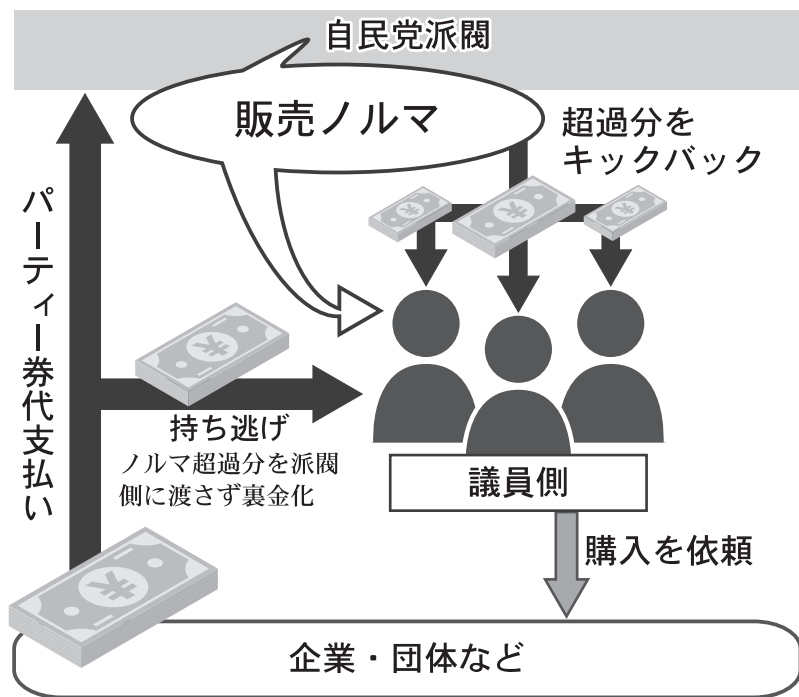 自民党派閥
販売ノルマ
超過分を
キックバック
パーティー券代支払い
持ち逃げ
ノルマ超過分を派閥
側に渡さず裏金化
議員側
購入を依頼
企業・団体など